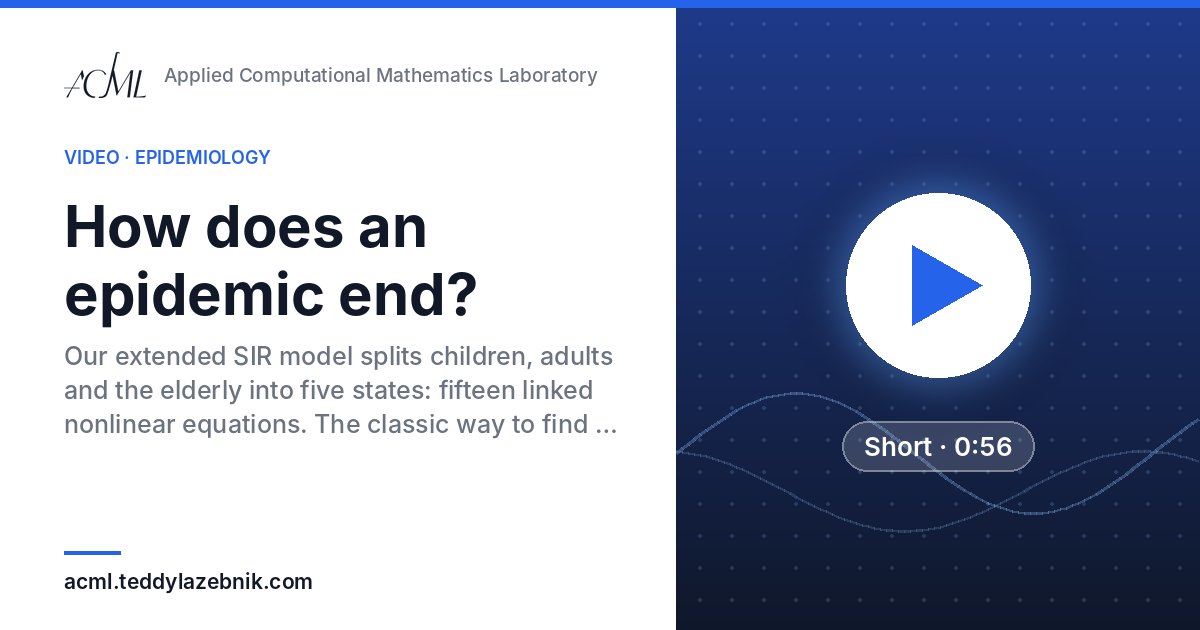 ACML
Applied Computational Mathematics Laboratory
VIDEO · EPIDEMIOLOGY
How does an
epidemic end?
Our extended SIR model splits children, adults
and the elderly into five states: fifteen linked
nonlinear equations. The classic way to find ...
Short · 0:56
acml.teddylazebnik.com